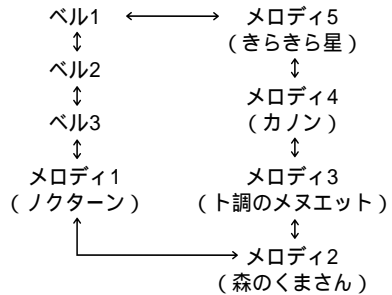 ベル1 ←→ メロディ5
（きらきら星）
ベル2
メロディ4
（カノン）
ベル3
メロディ1
（ノクターン）
メロディ3
（ト調のメヌエット）
メロディ2
（森のくまさん）